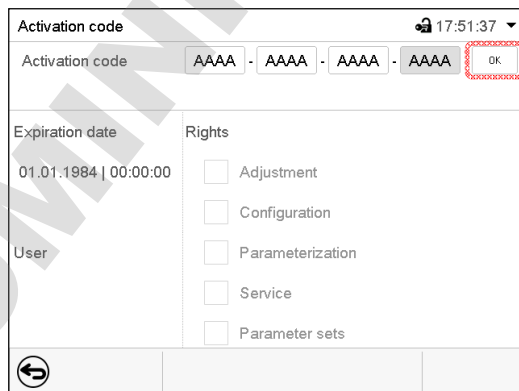 Activation code 17:51:37
Activation code AAAA - AAAA - AAAA - AAAA OK
Expiration date Rights
01.01.1984 | 00:00:00 Adjustment
Configuration
User Parameterization
Service
Parameter sets